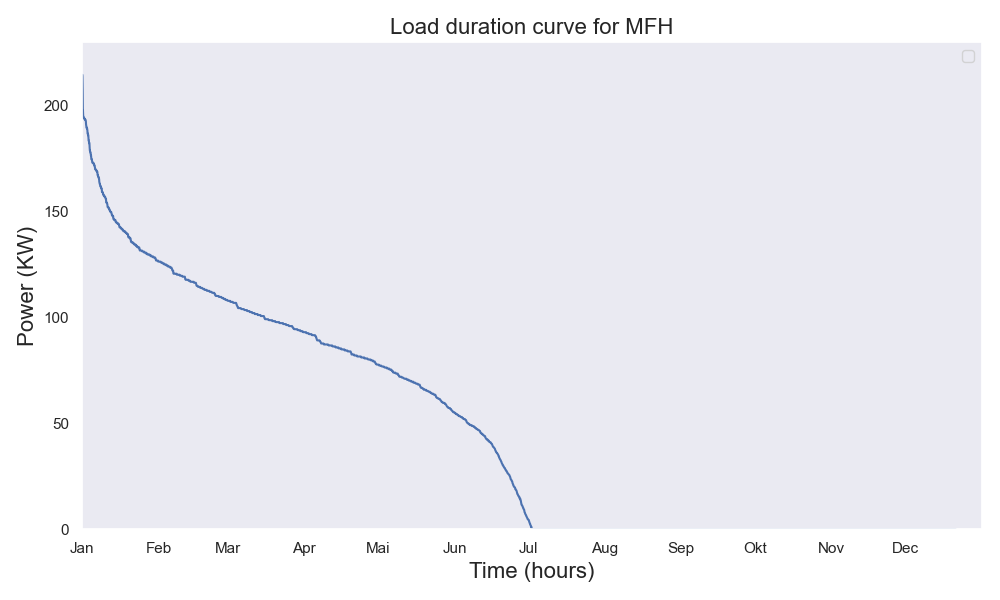 Load duration curve for MFH
Power (KW)
200
150
100
50
0
Jan Feb Mar Apr Mai Jun Jul Aug Sep Okt Nov Dec
Time (hours)